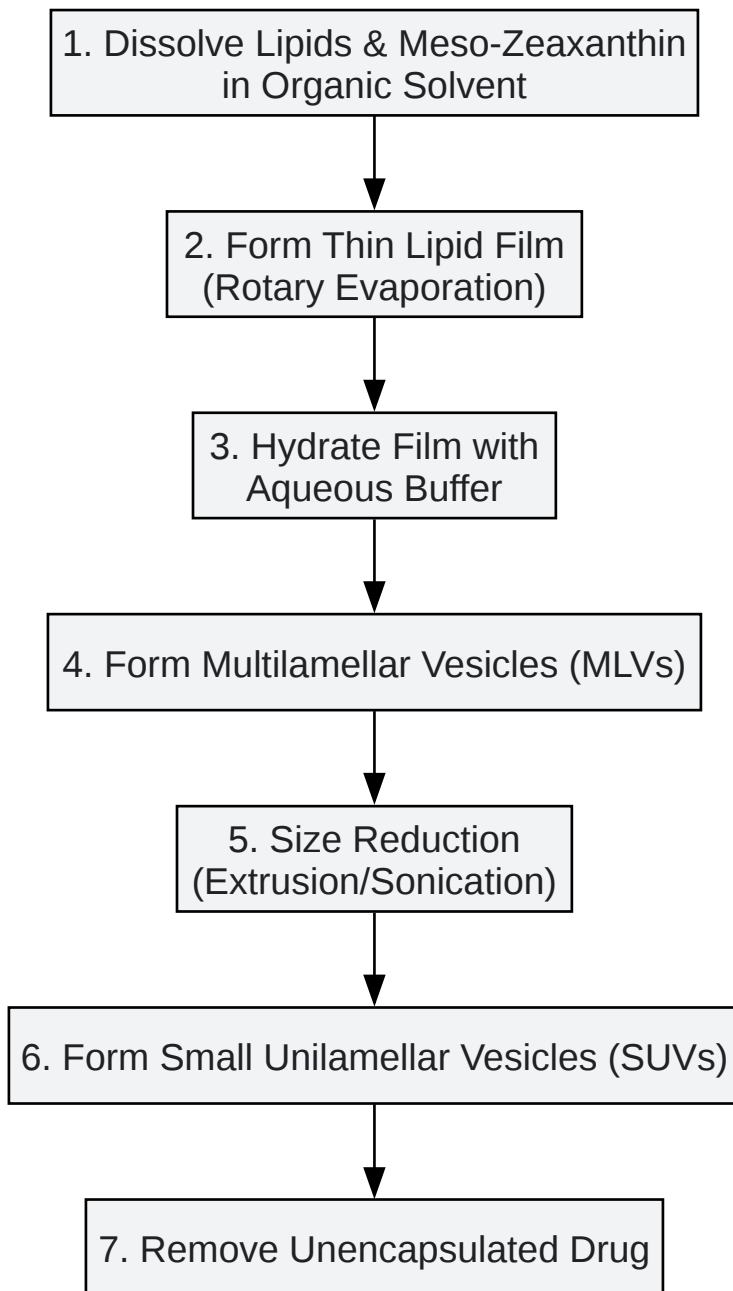 1. Dissolve Lipids & Meso-Zeaxanthin
in Organic Solvent
2. Form Thin Lipid Film
(Rotary Evaporation)
3. Hydrate Film with
Aqueous Buffer
4. Form Multilamellar Vesicles (MLVs)
5. Size Reduction
(Extrusion/Sonication)
6. Form Small Unilamellar Vesicles (SUVs)
7. Remove Unencapsulated Drug